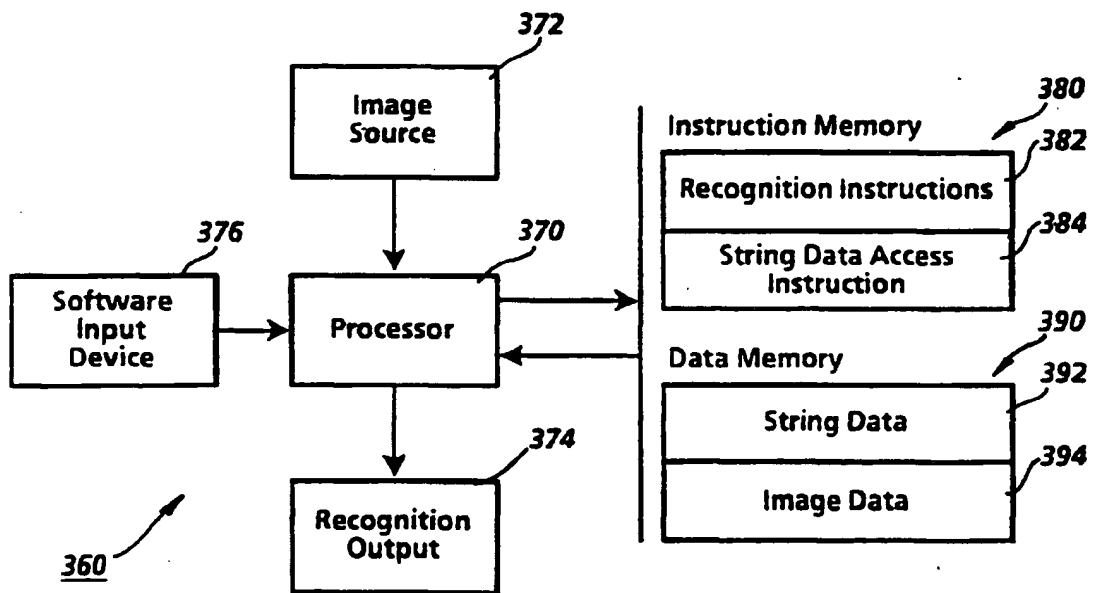 372
Image
Source
380
Instruction Memory
382
Recognition Instructions
384
String Data Access
Instruction
376
Software
Input
Device
370
Processor
390
Data Memory
392
String Data
394
Image Data
374
Recognition
Output
360